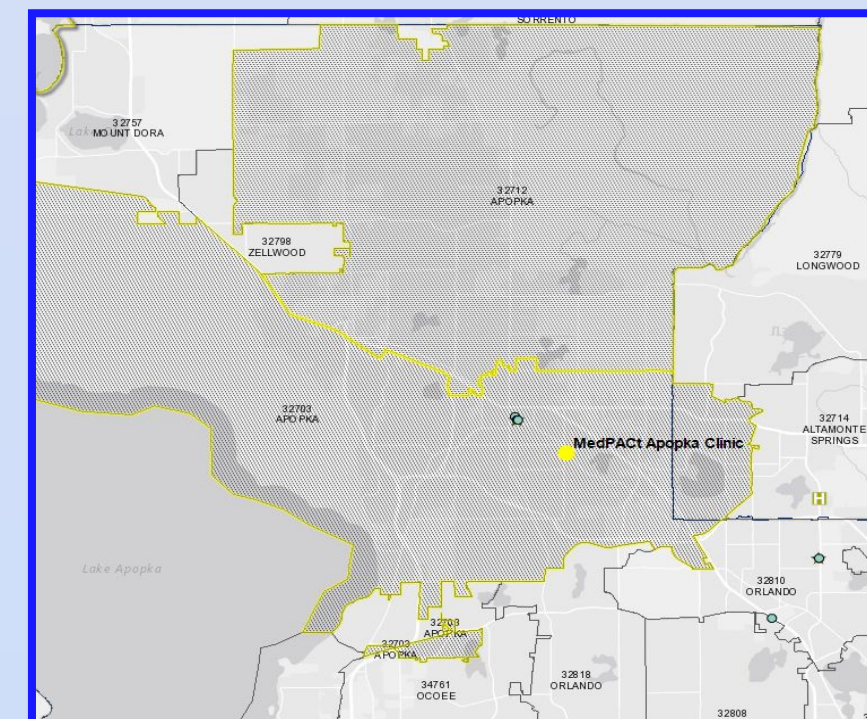 SORRENTO
32757
MOUNT DORA
32712
APOPKA
32798
ZELLWOOD
32779
LONGWOOD
32703
APOPKA
32714
ALTAMONTE
SPRINGS
MedPACt Apopka Clinic
H
Lake Apopka
32810
ORLANDO
32703
APOPKA
32703
APOPKA
34761
OCOEE
32818
ORLANDO
32808